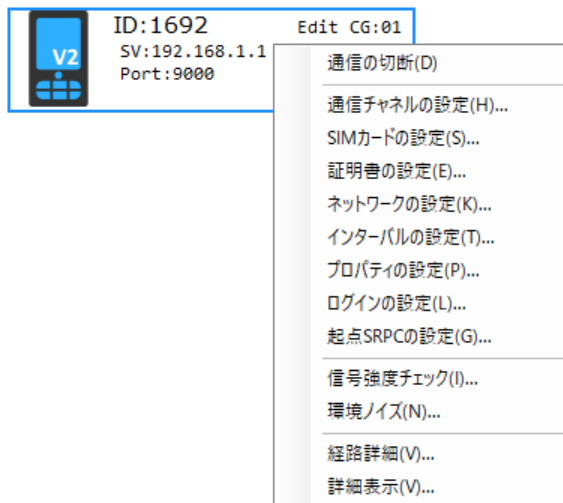 V2
ID:1692
Edit CG:01
SV:192.168.1.1
Port:9000
通信の切断(D)
通信チャネルの設定(H)...
SIMカードの設定(S)...
証明書の設定(E)...
ネットワークの設定(K)...
インターバルの設定(T)...
プロパティの設定(P)...
ログインの設定(L)...
起点SRPCの設定(G)...
信号強度チェック(I)...
環境ノイズ(N)...
経路詳細(V)...
詳細表示(V)...